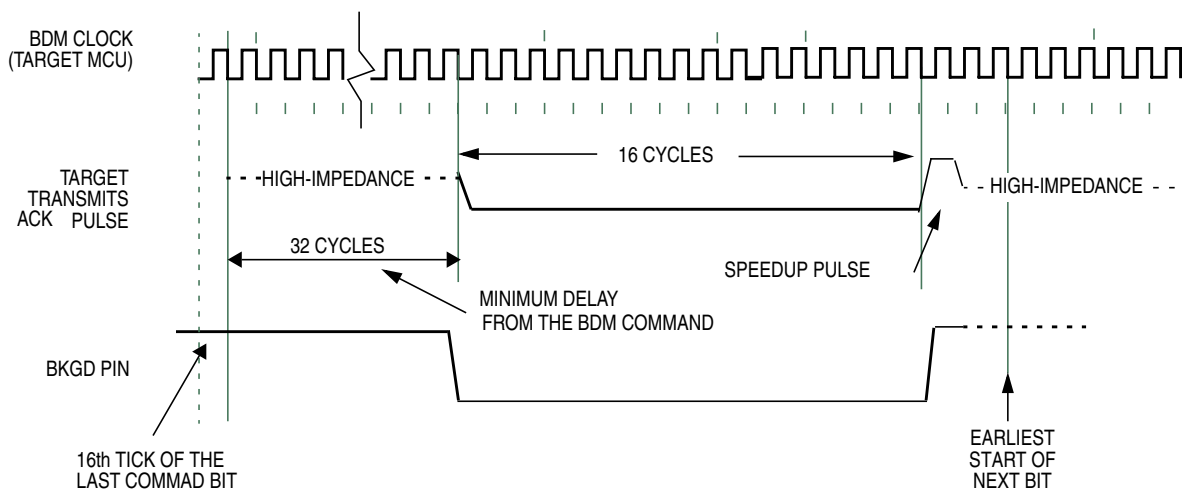 BDM CLOCK
(TARGET MCU)
16 CYCLES
TARGET
TRANSMITS
ACK PULSE
HIGH-IMPEDANCE
HIGH-IMPEDANCE
32 CYCLES
SPEEDUP PULSE
MINIMUM DELAY
FROM THE BDM COMMAND
BKGD PIN
16th TICK OF THE
LAST COMMAD BIT
EARLIEST
START OF
NEXT BIT